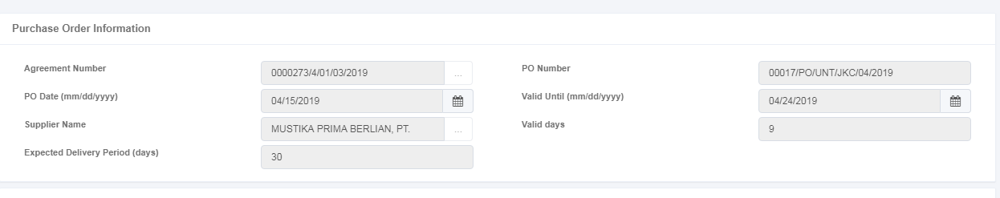 Purchase Order Information
Agreement Number 0000273/4/01/03/2019 ... PO Number 00017/PO/UNT/JKC/04/2019
PO Date (mm/dd/yyyy) 04/15/2019 Valid Until (mm/dd/yyyy) 04/24/2019
Supplier Name MUSTIKA PRIMA BERLIAN, PT. ... Valid days 9
Expected Delivery Period (days) 30